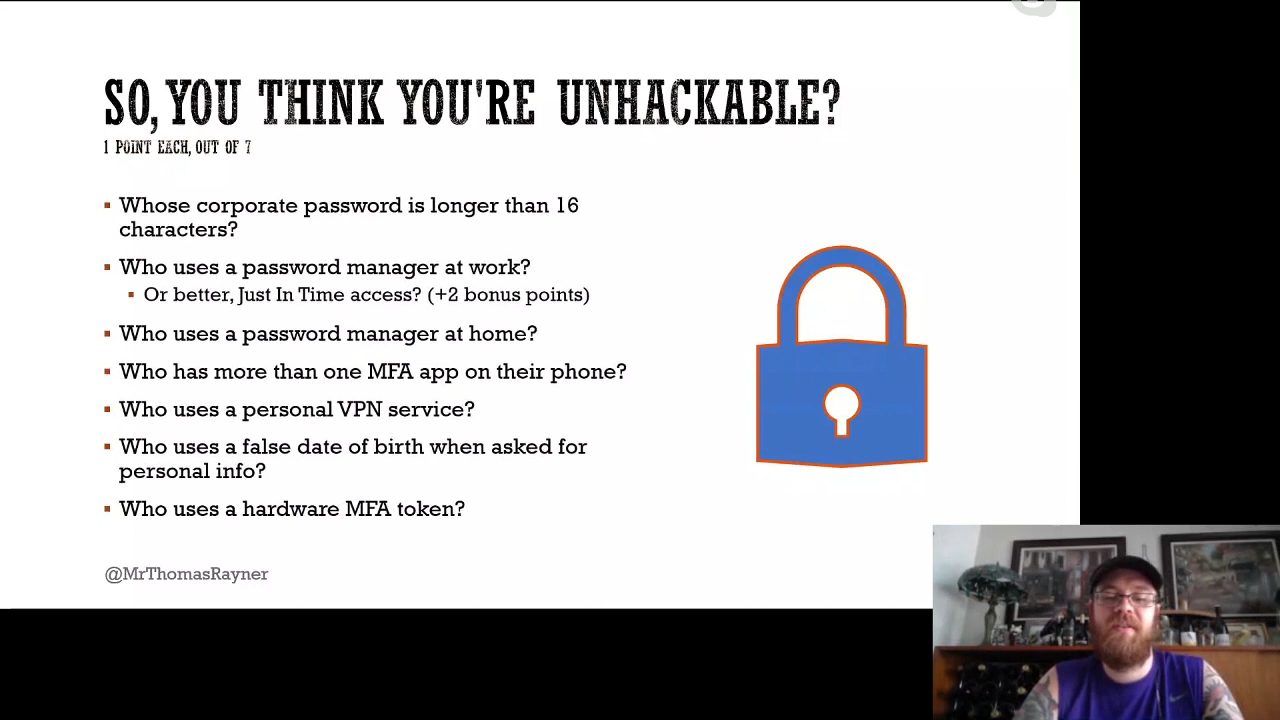 SO, YOU THINK YOU'RE UNHACKABLE?
1 POINT EACH, OUT OF 7
▪ Whose corporate password is longer than 16
characters?
▪ Who uses a password manager at work?
▪ Or better, Just In Time access? (+2 bonus points)
▪ Who uses a password manager at home?
▪ Who has more than one MFA app on their phone?
▪ Who uses a personal VPN service?
▪ Who uses a false date of birth when asked for
personal info?
▪ Who uses a hardware MFA token?
@MrThomasRayner